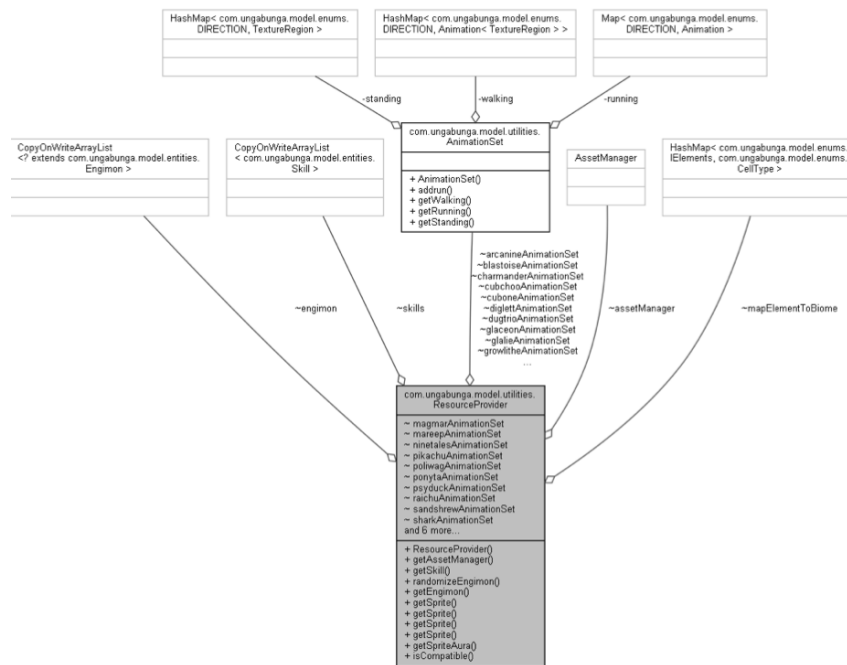 HashMap< com.ungabunga.model.enums.
DIRECTION, TextureRegion >
HashMap< com.ungabunga.model.enums.
DIRECTION, Animation< TextureRegion > >
Map< com.ungabunga.model.enums.
DIRECTION, Animation >
-standing
-walking
-running
CopyOnWriteArrayList
<? extends com.ungabunga.model.entities.
Engimon >
CopyOnWriteArrayList
< com.ungabunga.model.entities.
Skill >
com.ungabunga.model.utilities.
AnimationSet
+ AnimationSet()
+ addrun()
+ getWalking()
+ getRunning()
+ getStanding()
AssetManager
HashMap< com.ungabunga.model.enums.
IElements, com.ungabunga.model.enums.
CellType >
~engimon
~skills
~arcanineAnimationSet
~blastoiseAnimationSet
~charmanderAnimationSet
~cubchooAnimationSet
~cuboneAnimationSet
~diglettAnimationSet
~dugtrioAnimationSet
~glaceonAnimationSet
~glalieAnimationSet
~growlitheAnimationSet
...
~assetManager
~mapElementToBiome
com.ungabunga.model.utilities.
ResourceProvider
~ magmarAnimationSet
~ mareepAnimationSet
~ ninetalesAnimationSet
~ pikachuAnimationSet
~ poliwagAnimationSet
~ ponytaAnimationSet
~ psyduckAnimationSet
~ raichuAnimationSet
~ sandshrewAnimationSet
~ sharkAnimationSet
and 6 more...
+ ResourceProvider()
+ getAssetManager()
+ getSkill()
+ randomizeEngimon()
+ getEngimon()
+ getSprite()
+ getSprite()
+ getSprite()
+ getSprite()
+ getSpriteAura()
+ isCompatible()